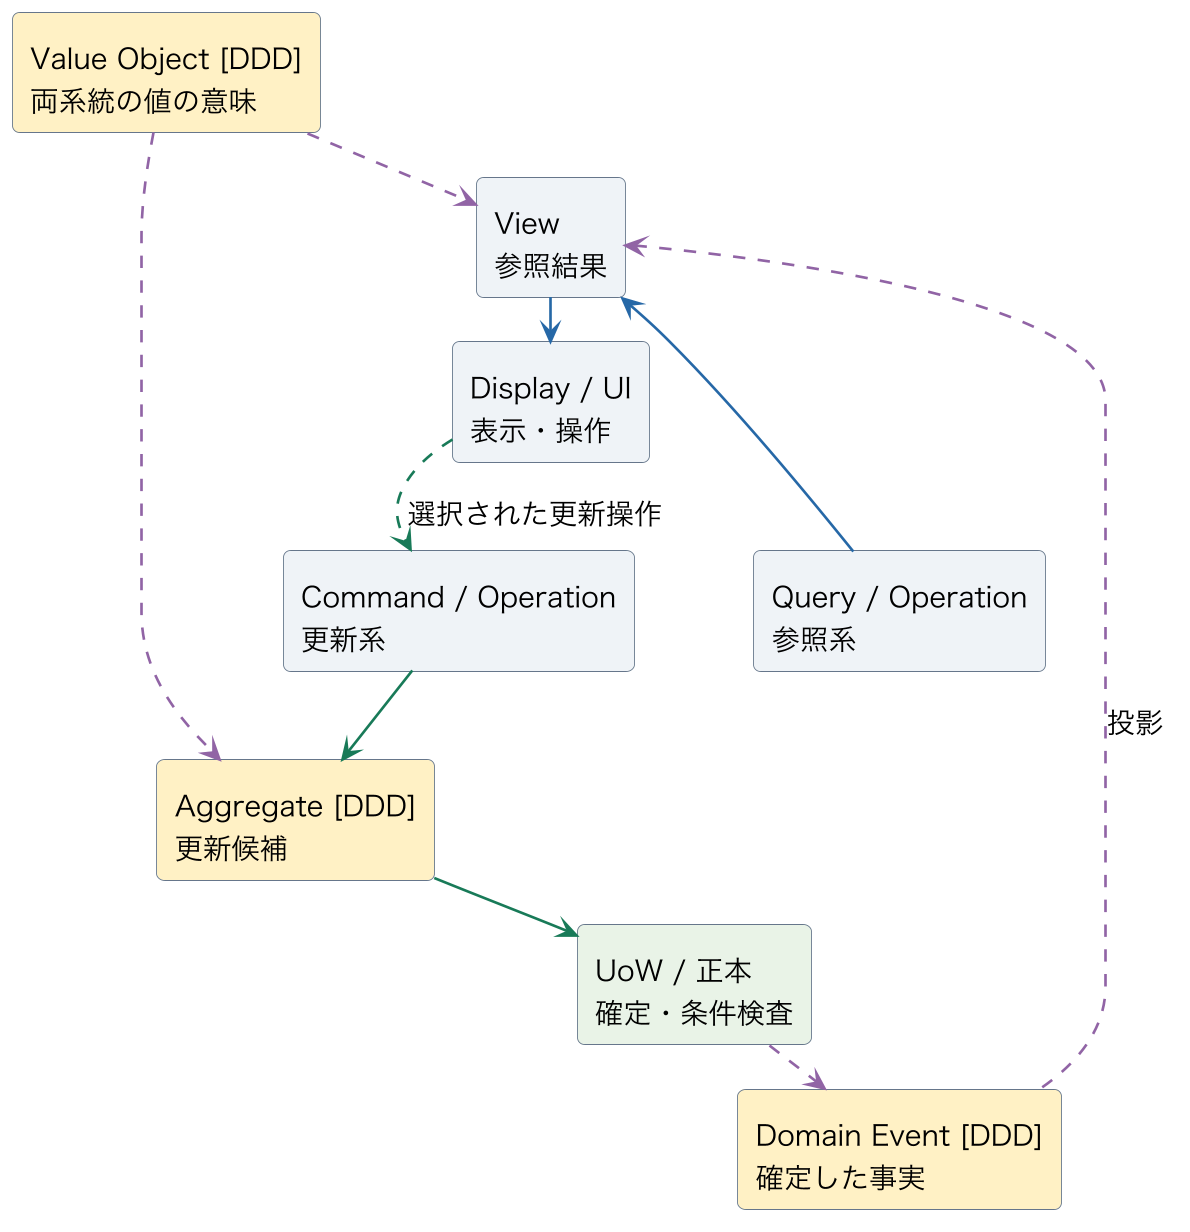 Value Object [DDD]
両系統の値の意味
View
参照結果
Display / UI
表示・操作
選択された更新操作
Command / Operation
更新系
Query / Operation
参照系
投影
Aggregate [DDD]
更新候補
UoW / 正本
確定・条件検査
Domain Event [DDD]
確定した事実